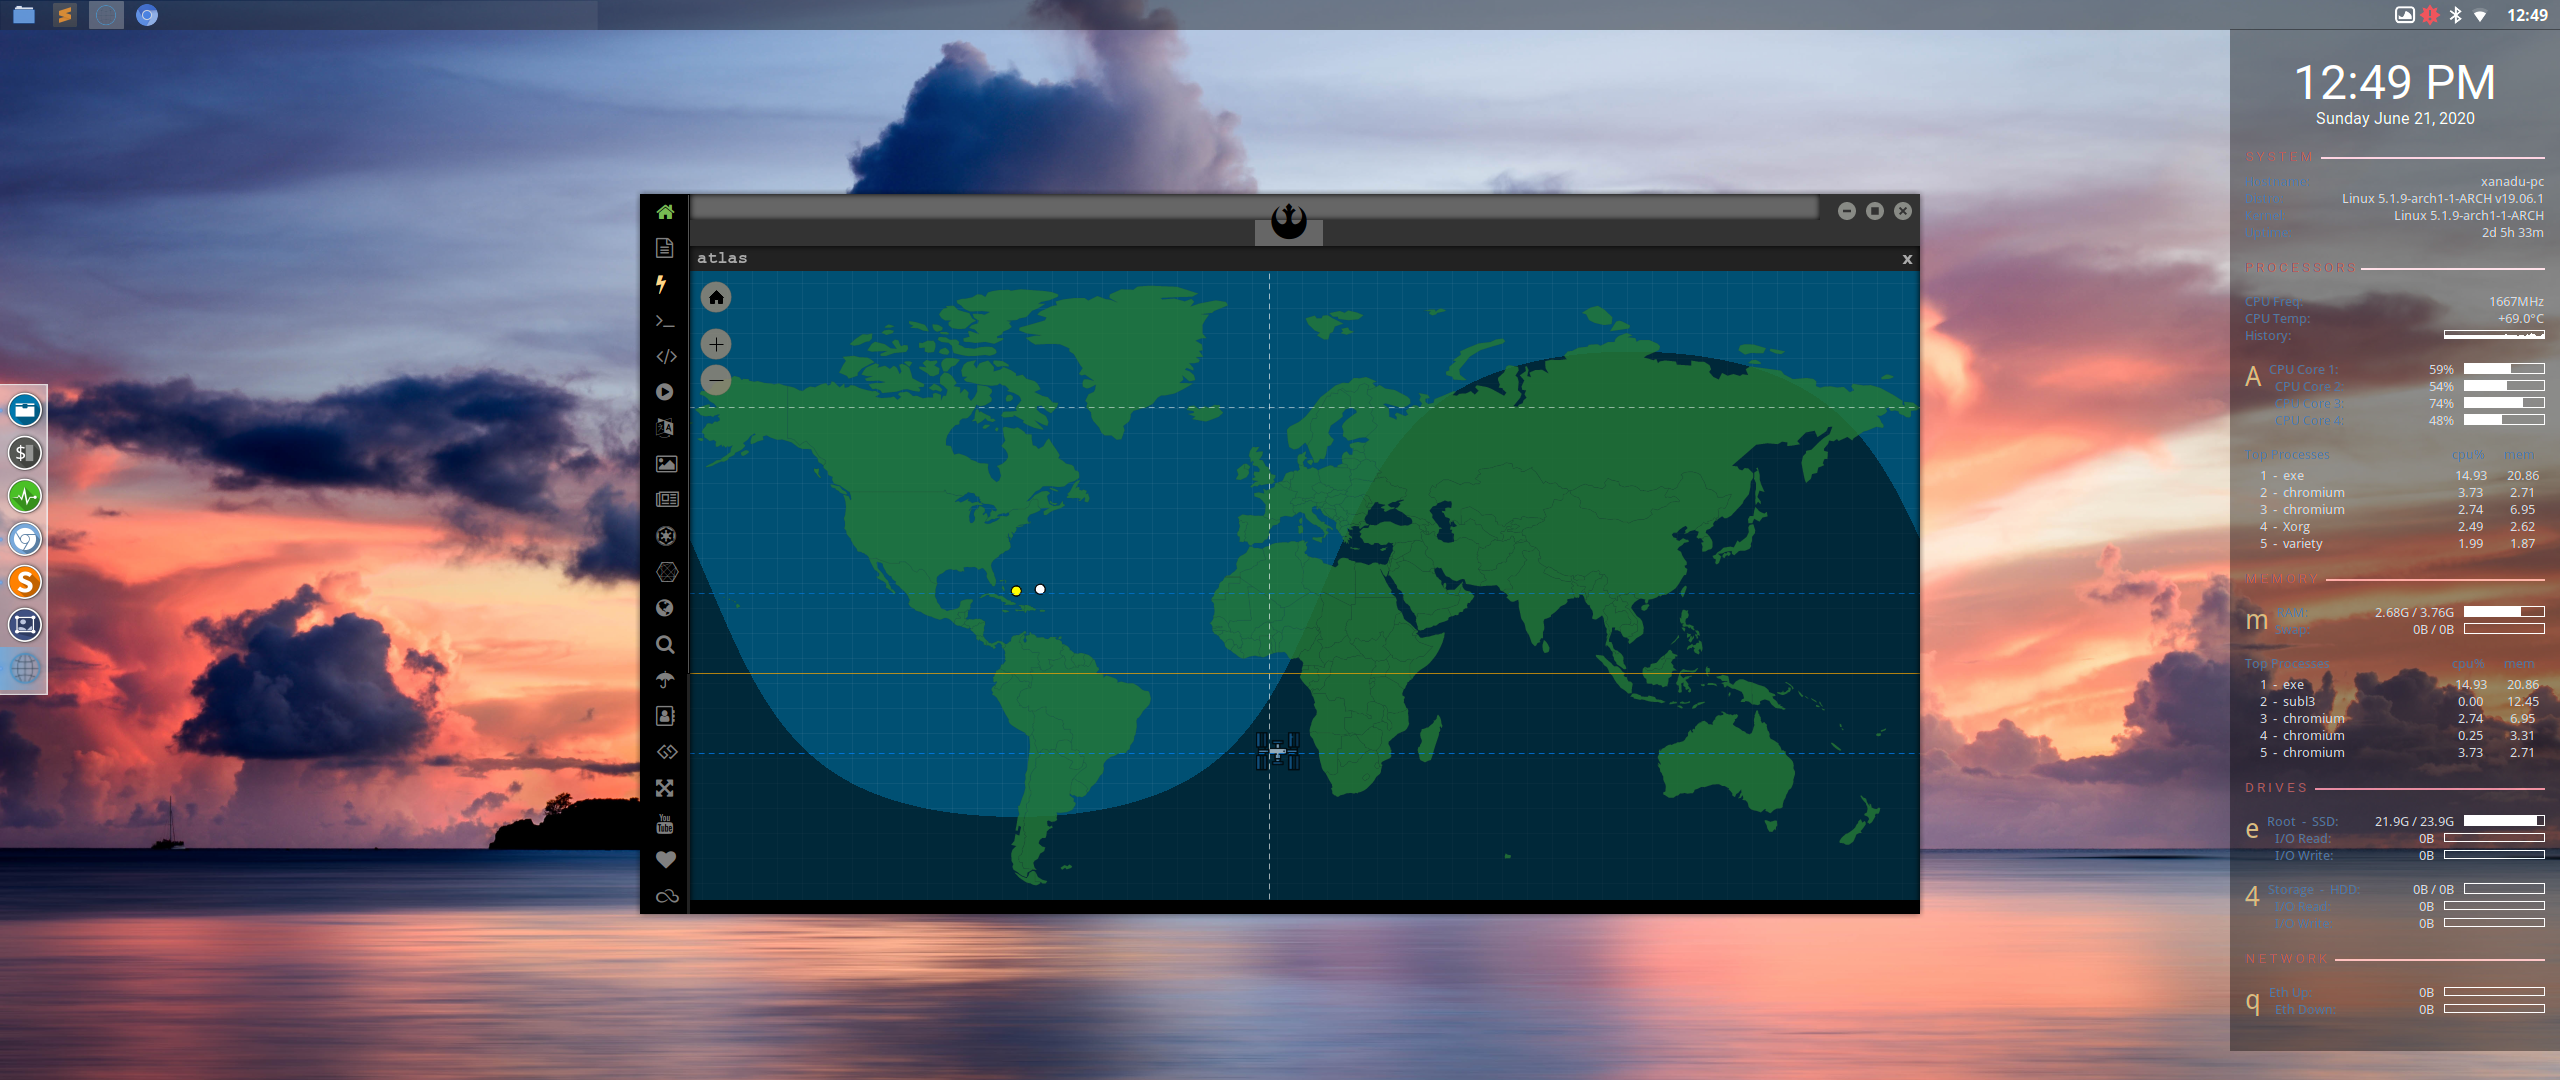 12:49
12:49 PM
Sunday June 21, 2020
SYSTEM
xanadu-pc
Linux 5.1.9-arch1-1-ARCH v19.06.1
Linux 5.1.9-arch1-1-ARCH
2d 5h 33m
PROCESSORS
CPU Freq: 1667MHz
CPU Temp: +69.0°C
History:
A CPU Core 1: 59%
CPU Core 2: 54%
CPU Core 3: 74%
CPU Core 4: 48%
Top Processes cpu% mem
1 - exe 14.93 20.86
2 - chromium 3.73 2.71
3 - chromium 2.74 6.95
4 - Xorg 2.49 2.62
5 - variety 1.99 1.87
MEMORY
m RAM: 2.68G / 3.76G
Swap: 0B / 0B
Top Processes cpu% mem
1 - exe 14.93 20.86
2 - subl3 0.00 12.45
3 - chromium 2.74 6.95
4 - chromium 0.25 3.31
5 - chromium 3.73 2.71
DRIVES
e Root - SSD: 21.9G / 23.9G
I/O Read: 0B
I/O Write: 0B
4 Storage - HDD: 0B / 0B
I/O Read: 0B
I/O Write: 0B
NETWORK
q Eth Up: 0B
Eth Down: 0B
atlas x
You
Tube